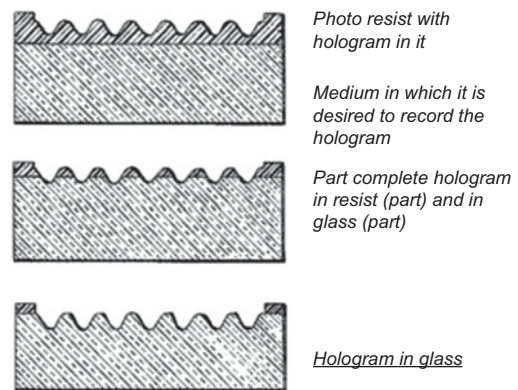 Photo resist with
hologram in it
Medium in which it is
desired to record the
hologram
Part complete hologram
in resist (part) and in
glass (part)
Hologram in glass